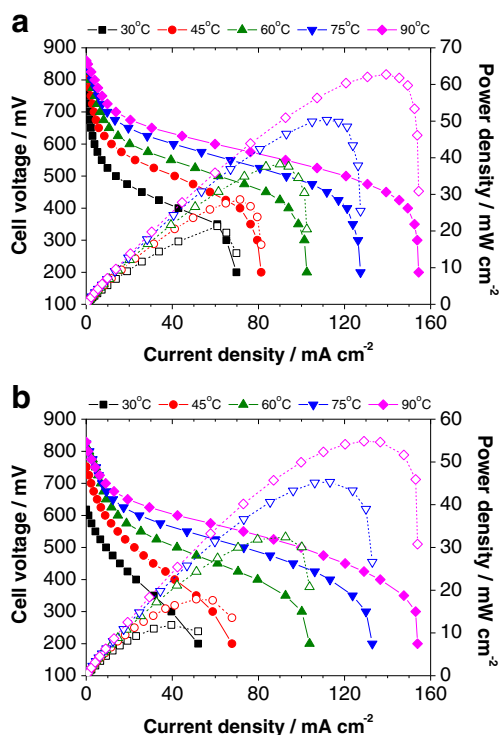 a
30°C 45°C 60°C 75°C 90°C
900 70
800 60
700 50
600 40
500 30
400 20
300 10
200 0
100
0 40 80 120 160
Cell voltage / mV
Power density / mW cm-2
Current density / mA cm-2
b
30°C 45°C 60°C 75°C 90°C
900 60
800 50
700 40
600 30
500 20
400 10
300 0
200
100
0 40 80 120 160
Cell voltage / mV
Power density / mW cm-2
Current density / mA cm-2